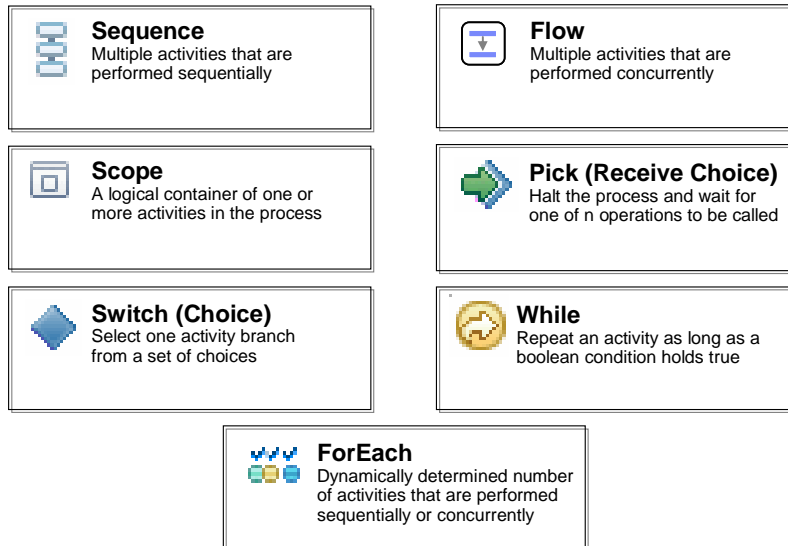 Sequence
Multiple activities that are
performed sequentially
Flow
Multiple activities that are
performed concurrently
Scope
A logical container of one or
more activities in the process
Pick (Receive Choice)
Halt the process and wait for
one of n operations to be called
Switch (Choice)
Select one activity branch
from a set of choices
While
Repeat an activity as long as a
boolean condition holds true
ForEach
Dynamically determined number
of activities that are performed
sequentially or concurrently